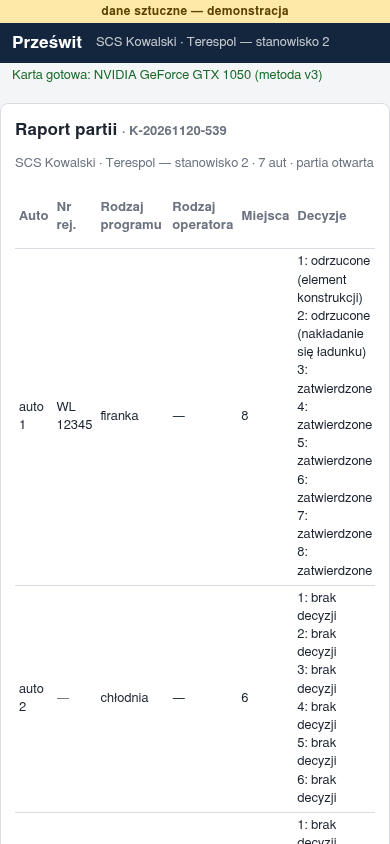 dane sztuczne — demonstracja
Prześwit SCS Kowalski · Terespol — stanowisko 2
Karta gotowa: NVIDIA GeForce GTX 1050 (metoda v3)
Raport partii · K-20261120-539
SCS Kowalski · Terespol — stanowisko 2 · 7 aut · partia otwarta
Auto Nr rej. Rodzaj programu Rodzaj operatora Miejsca Decyzje
auto 1 WL 12345 firanka — 8
1: odrzucone
(element
konstrukcji)
2: odrzucone
(nakładanie
się ładunku)
3:
zatwierdzone
4:
zatwierdzone
5:
zatwierdzone
6:
zatwierdzone
7:
zatwierdzone
8:
zatwierdzone
auto 2 — chłodnia — 6
1: brak
decyzji
2: brak
decyzji
3: brak
decyzji
4: brak
decyzji
5: brak
decyzji
6: brak
decyzji
1: brak
decyzji